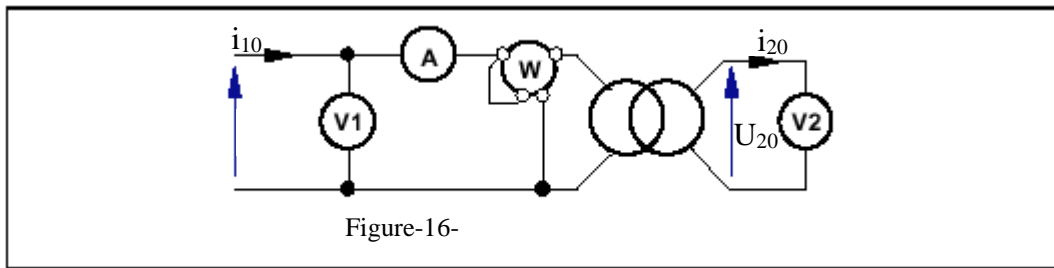 i₁₀
i₂₀
A
W
V1
U₂₀
V2
Figure-16-